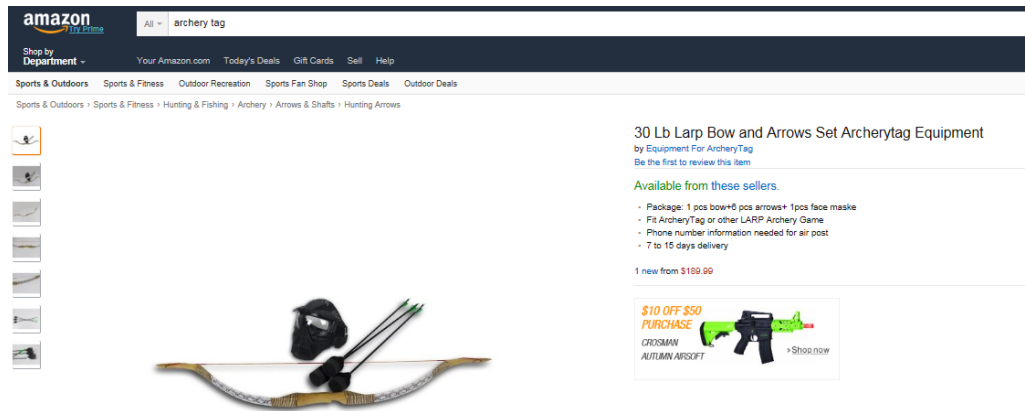 amazon
Try Prime
All
archery tag
Shop by
Department
Your Amazon.com Today's Deals Gift Cards Sell Help
Sports & Outdoors Sports & Fitness Outdoor Recreation Sports Fan Shop Sports Deals Outdoor Deals
Sports & Outdoors › Sports & Fitness › Hunting & Fishing › Archery › Arrows & Shafts › Hunting Arrows
30 Lb Larp Bow and Arrows Set Archerytag Equipment
by Equipment For ArcheryTag
Be the first to review this item
Available from these sellers.
• Package: 1 pcs bow+6 pcs arrows+ 1pcs face maske
• Fit ArcheryTag or other LARP Archery Game
• Phone number information needed for air post
• 7 to 15 days delivery
1 new from $189.99
$10 OFF $50
PURCHASE
CROSMAN
AUTUMN AIRSOFT
›Shop now